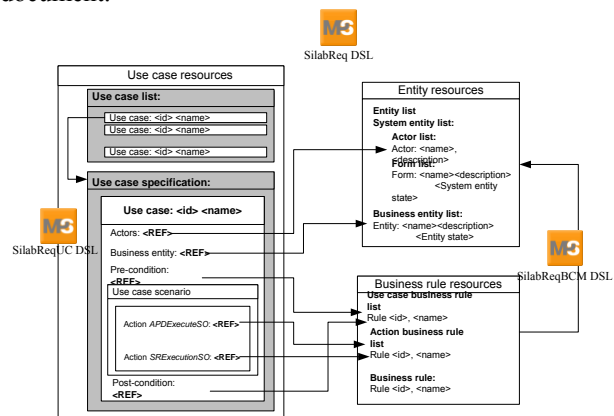 document.
MPS
SilabReq DSL
Use case resources
Use case list:
Use case: <id> <name>
Use case: <id> <name>
Use case: <id> <name>
Use case specification:
Use case: <id> <name>
Actors: <REF>
Business entity: <REF>
Pre-condition:
<REF>
Use case scenario
Action APDExecuteSO: <REF>
Action SRExecutionSO: <REF>
Post-condition:
<REF>
MPS
SilabReqUC DSL
Entity resources
Entity list
System entity list:
Actor list:
Actor: <name>,
<description>
Form list:
Form: <name><description>
<System entity
state>
Business entity list:
Entity: <name><description>
<Entity state>
MPS
SilabReqBCM DSL
Business rule resources
Use case business rule
list
Rule <id>, <name>
Action business rule
list
Rule <id>, <name>
Business rule:
Rule <id>, <name>